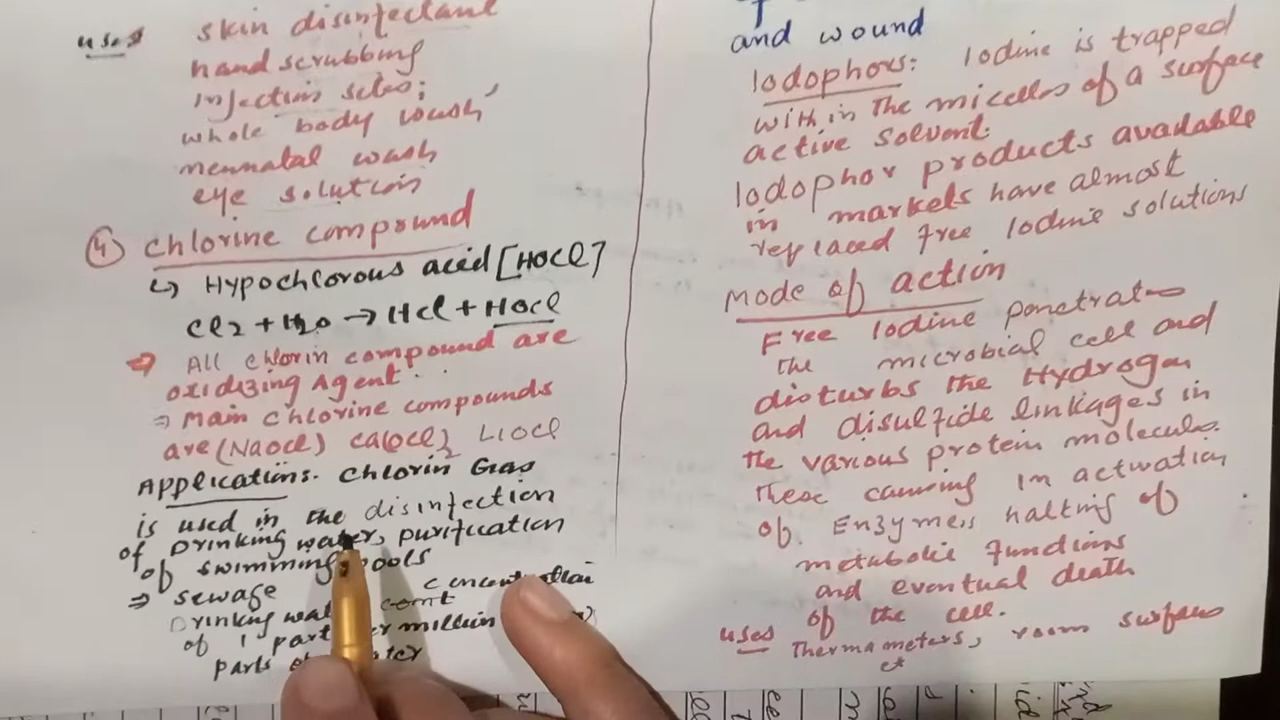 uses skin disinfectant
hand scrubbing
injection sites;
whole body wash
neunatal wash
eye solution
④ Chlorine compound
↳ Hypochlorous acid [HOCl]
Cl2 + H2O → HCl + HOCl
⇒ All chlorin compound are
oxidizing Agent.
⇒ Main chlorine compounds
are (NaOCl) Ca(OCl)2 LiOCl
Applications. Chlorin Gas
is used in the disinfection
of Drinking water, purification
of swimming pools
⇒ sewage
Drinking concentration
of 1 part million
parts
and wound
Iodophors: Iodine is trapped
within the micelles of a surface
active solvent.
Iodophor products available
in markets have almost
replaced free Iodine solutions
Mode of action
Free Iodine penetrates
the microbial cell and
disturbs the Hydrogen
and disulfide linkages in
the various protein molecules.
these causing in activation
of Enzymes, halting of
metabolic functions
and eventual death
of the cell.
uses Thermameters, room surfaces